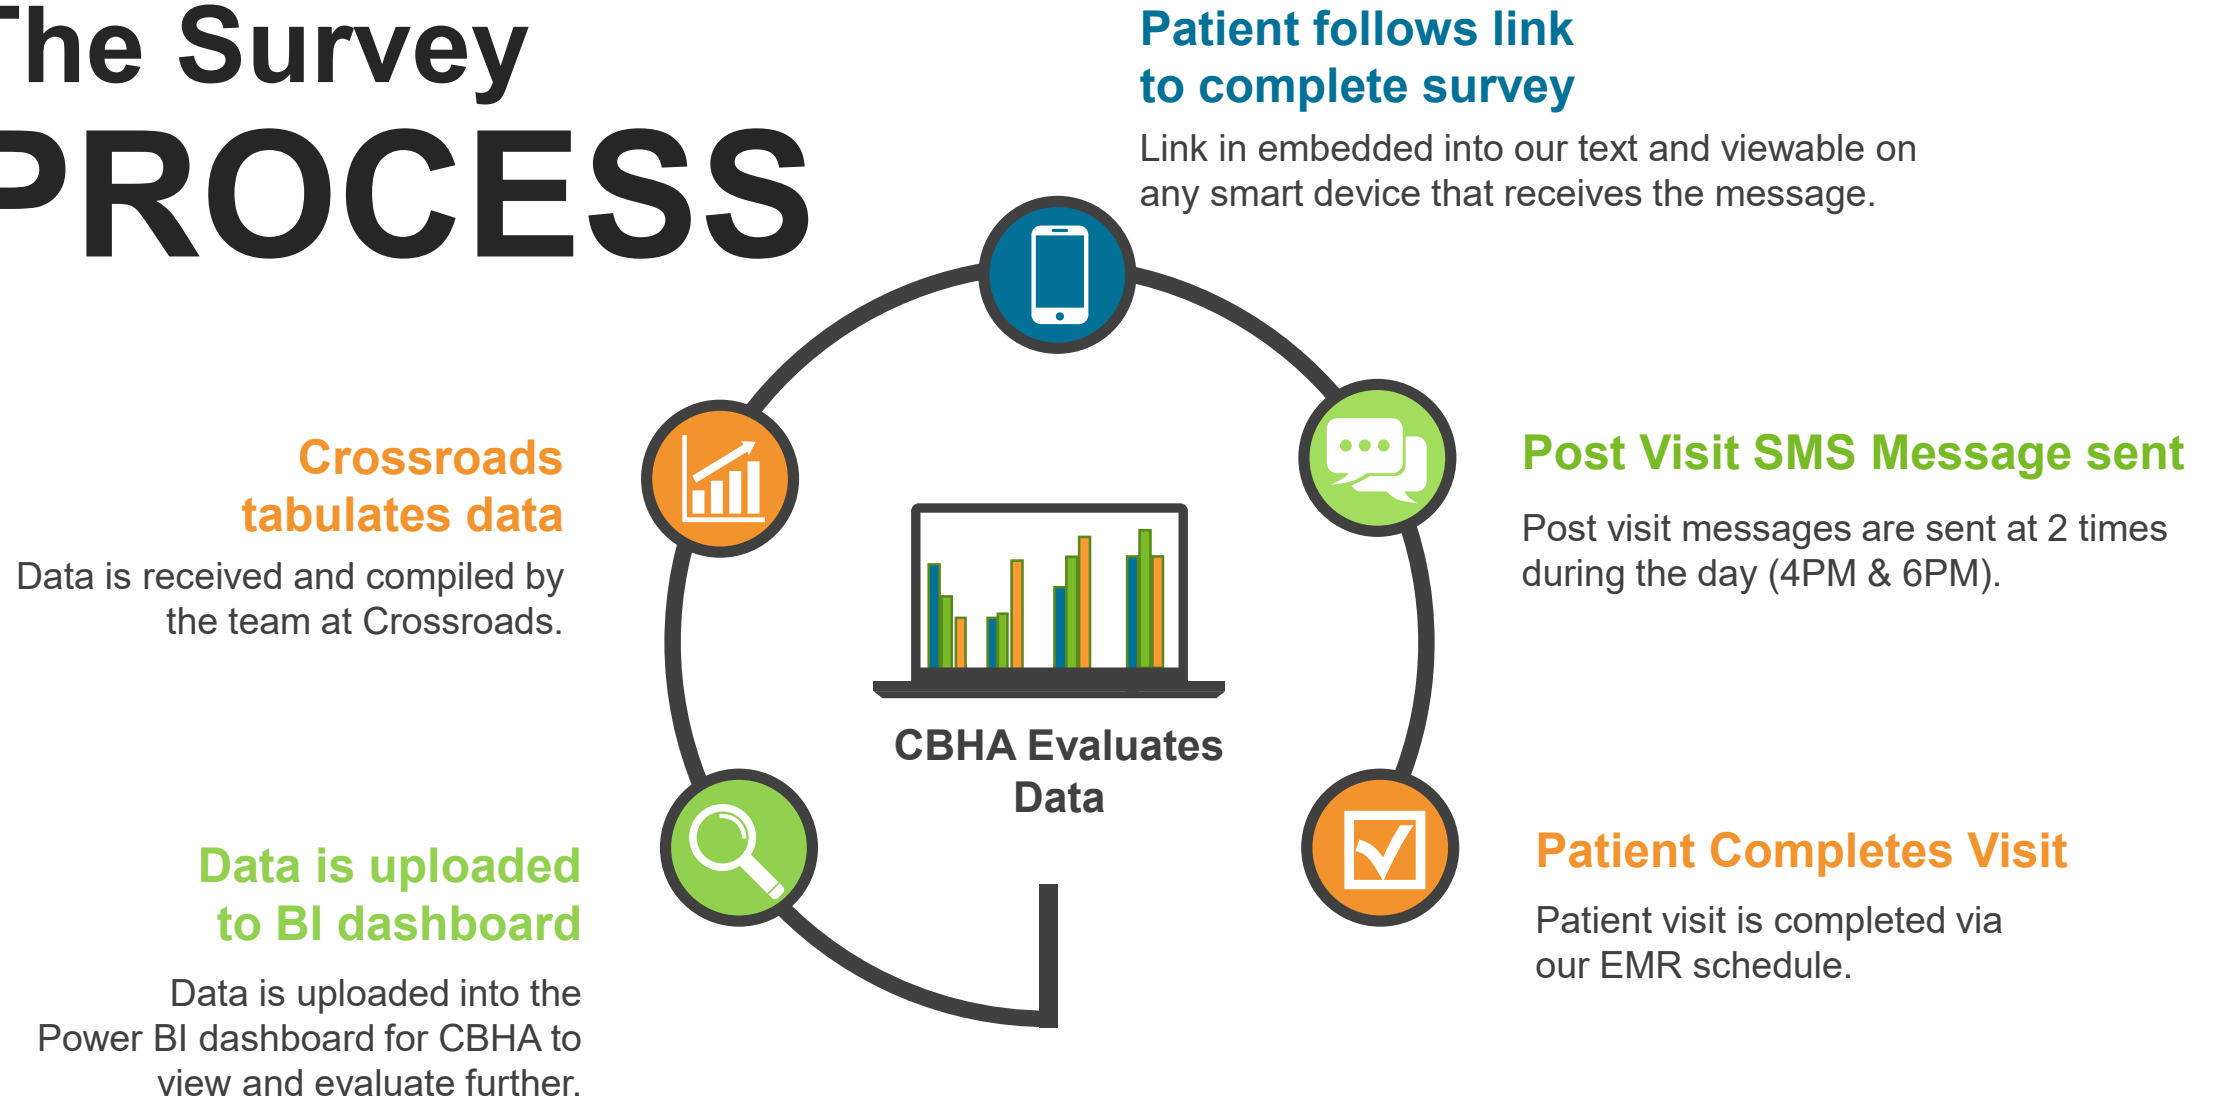 The Survey
PROCESS
Patient follows link
to complete survey
Link in embedded into our text and viewable on
any smart device that receives the message.
Crossroads
tabulates data
Data is received and compiled by
the team at Crossroads.
Post Visit SMS Message sent
Post visit messages are sent at 2 times
during the day (4PM & 6PM).
CBHA Evaluates
Data
Data is uploaded
to BI dashboard
Data is uploaded into the
Power BI dashboard for CBHA to
view and evaluate further.
Patient Completes Visit
Patient visit is completed via
our EMR schedule.